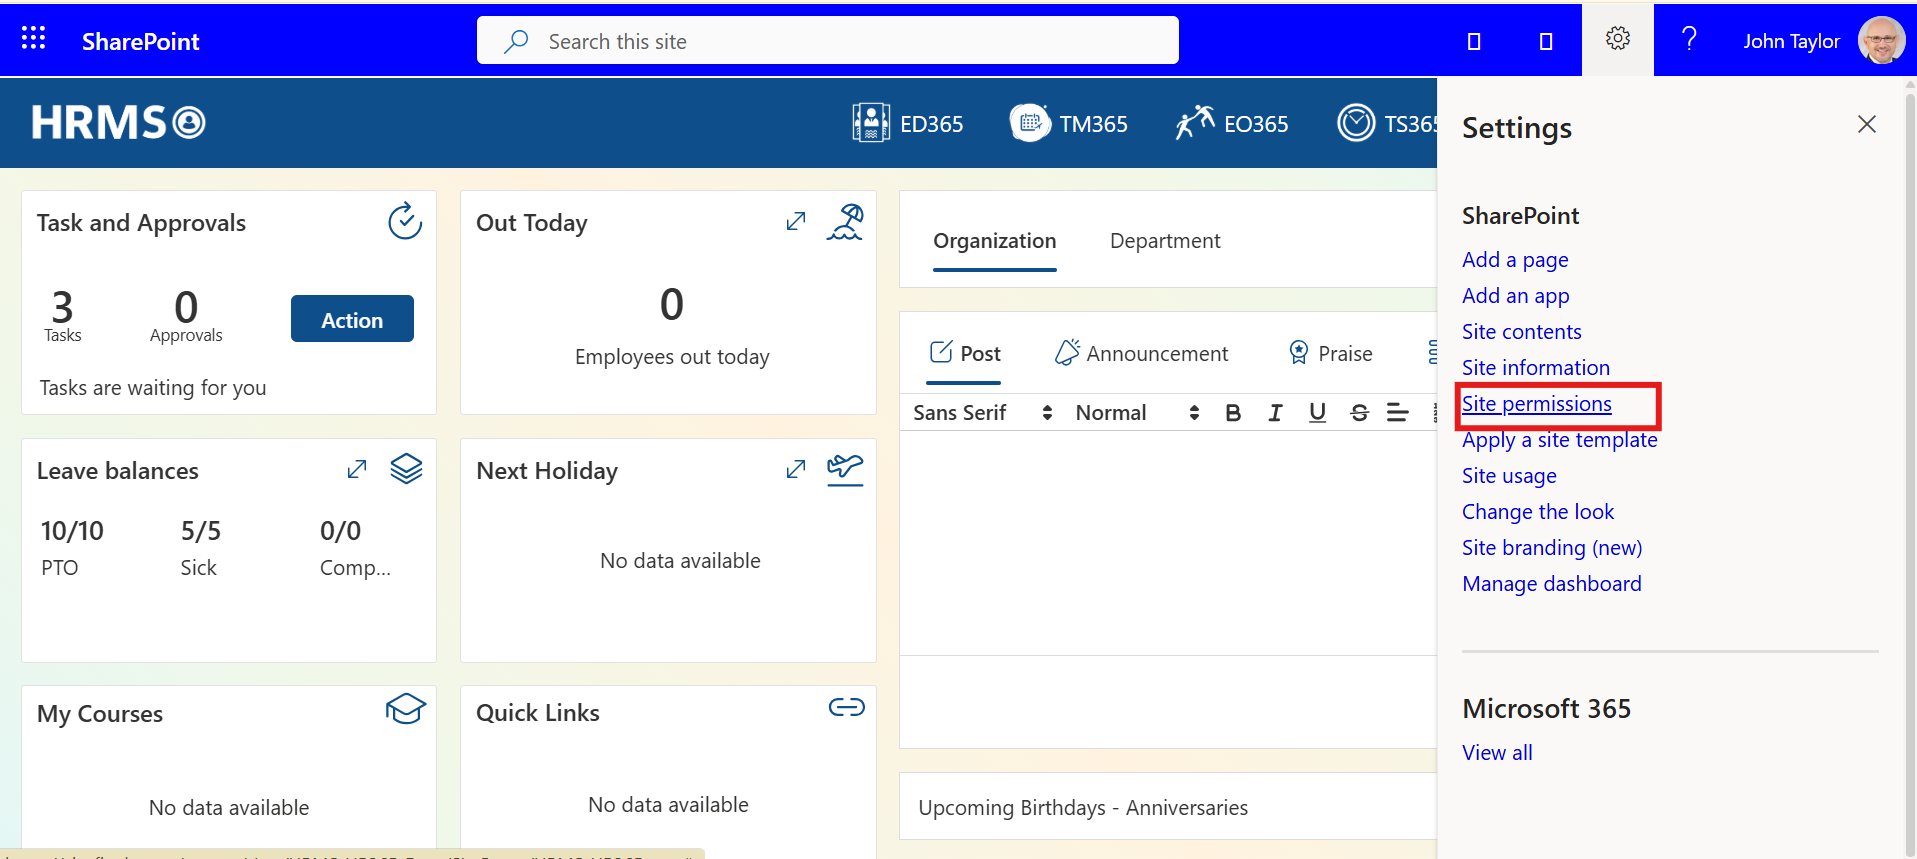 SharePoint
Search this site
?
John Taylor
HRMS
ED365
TM365
EO365
TS365
Settings
SharePoint
Add a page
Add an app
Site contents
Site information
Site permissions
Apply a site template
Site usage
Change the look
Site branding (new)
Manage dashboard
Microsoft 365
View all
Task and Approvals
3 0
Tasks Approvals
Action
Tasks are waiting for you
Out Today
0
Employees out today
Organization Department
Post Announcement Praise
Sans Serif Normal B I U S
Leave balances
10/10 5/5 0/0
PTO Sick Comp...
Next Holiday
No data available
My Courses
No data available
Quick Links
No data available
Upcoming Birthdays - Anniversaries